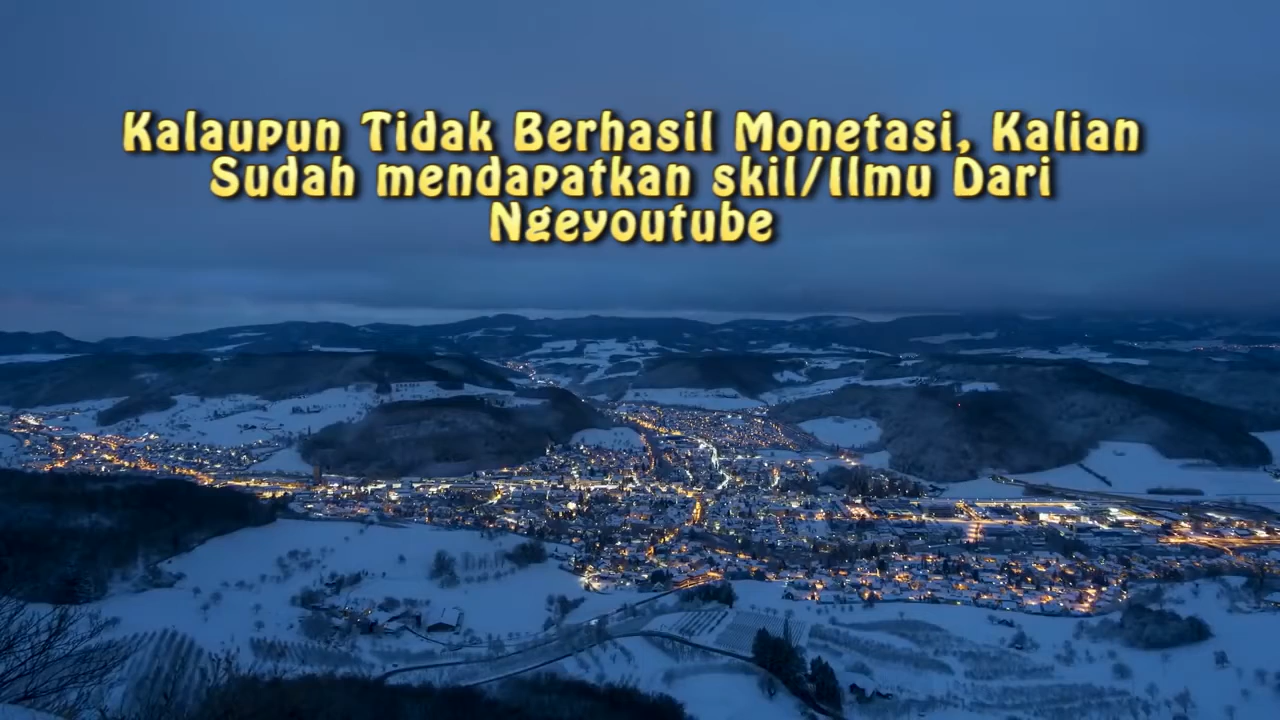 Kalaupun Tidak Berhasil Monetasi, Kalian
Sudah mendapatkan skil/Ilmu Dari
Ngeyoutube